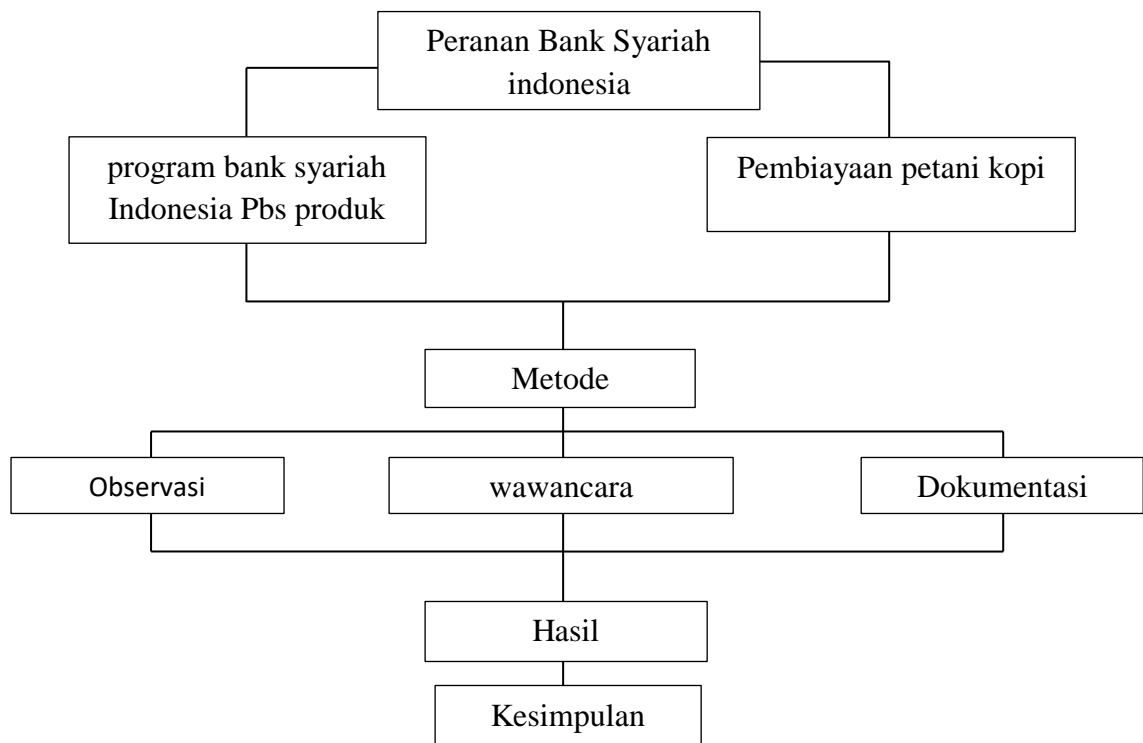 Peranan Bank Syariah
indonesia
program bank syariah
Indonesia Pbs produk
Pembiayaan petani kopi
Metode
Observasi
wawancara
Dokumentasi
Hasil
Kesimpulan